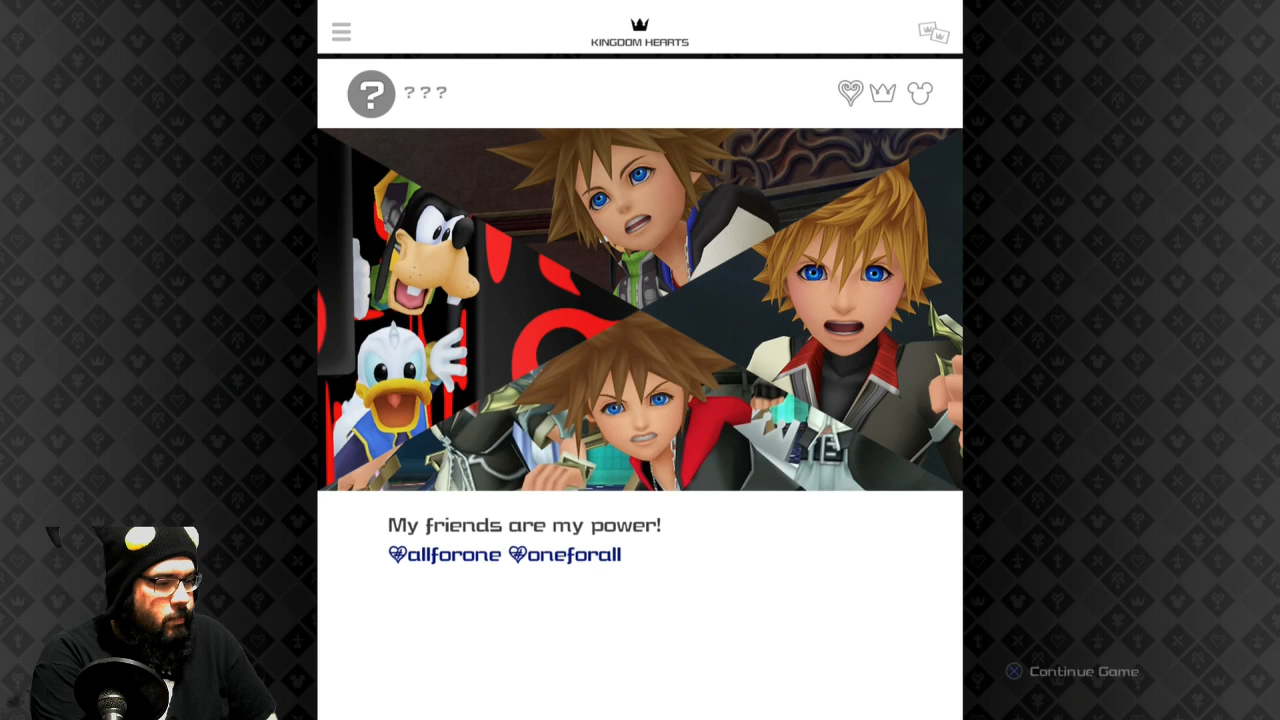 KINGDOM HEARTS
? ? ? ?
My friends are my power!
allforone oneforall
Continue Game